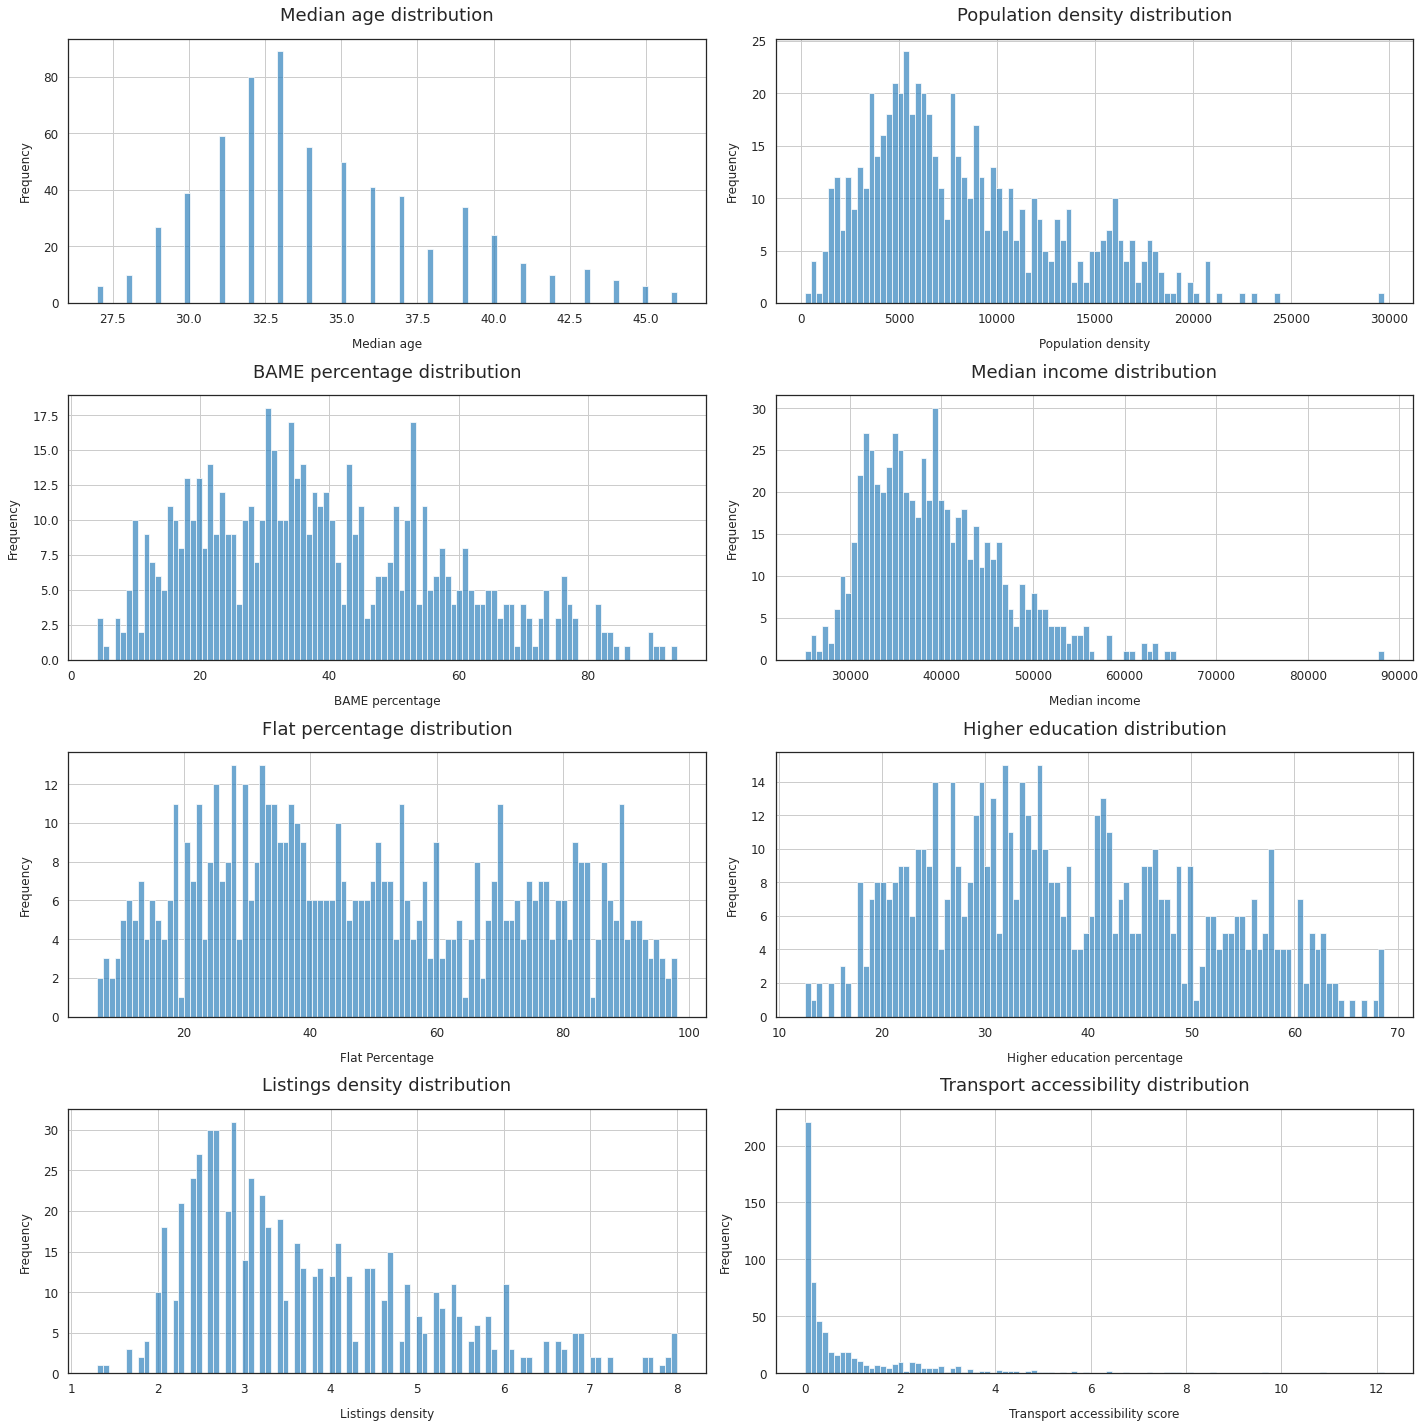 Median age distribution
Frequency
80
60
40
20
0
27.5 30.0 32.5 35.0 37.5 40.0 42.5 45.0
Median age
Population density distribution
Frequency
25
20
15
10
5
0
0 5000 10000 15000 20000 25000 30000
Population density
BAME percentage distribution
Frequency
17.5
15.0
12.5
10.0
7.5
5.0
2.5
0.0
0 20 40 60 80
BAME percentage
Median income distribution
Frequency
30
25
20
15
10
5
0
30000 40000 50000 60000 70000 80000 90000
Median income
Flat percentage distribution
Frequency
12
10
8
6
4
2
0
20 40 60 80 100
Flat Percentage
Higher education distribution
Frequency
14
12
10
8
6
4
2
0
10 20 30 40 50 60 70
Higher education percentage
Listings density distribution
Frequency
30
25
20
15
10
5
0
1 2 3 4 5 6 7 8
Listings density
Transport accessibility distribution
Frequency
200
150
100
50
0
0 2 4 6 8 10 12
Transport accessibility score